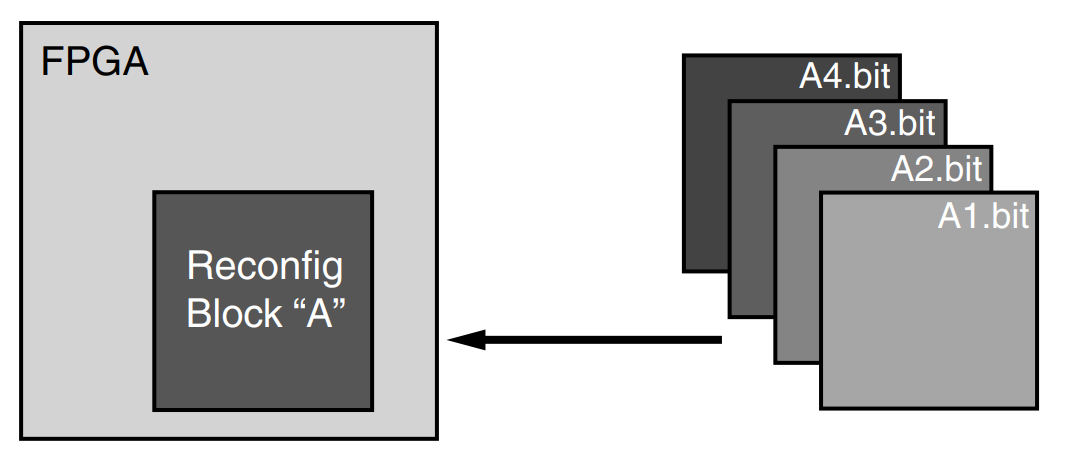 FPGA
Reconfig
Block “A”
A4.bit
A3.bit
A2.bit
A1.bit